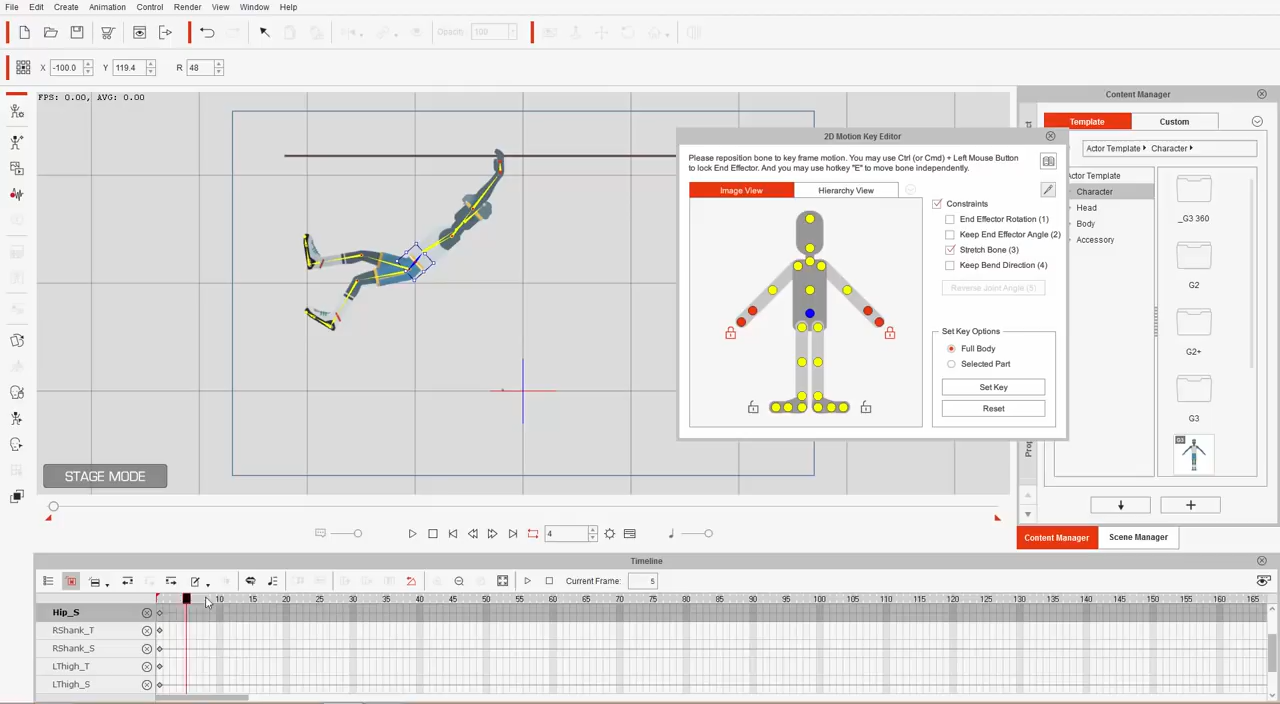 File Edit Create Animation Control Render View Window Help
Opacity: 100
X -100.0 Y 119.4 R 48
FPS: 0.00, AVG: 0.00
STAGE MODE
2D Motion Key Editor
Please reposition bone to key frame motion. You may use Ctrl (or Cmd) + Left Mouse Button
to lock End Effector. And you may use hotkey "E" to move bone independently.
Image View Hierarchy View
Constraints
End Effector Rotation (1)
Keep End Effector Angle (2)
Stretch Bone (3)
Keep Bend Direction (4)
Reverse Joint Angle (5)
Set Key Options
Full Body
Selected Part
Set Key
Reset
Content Manager
Template Custom
Actor Template Character
Actor Template
Character
Head
Body
Accessory
_G3 360
G2
G2+
G3
G3
Content Manager Scene Manager
4
Timeline
Current Frame: 5
10 15 20 25 30 35 40 45 50 55 60 65 70 75 80 85 90 95 100 105 110 115 120 125 130 135 140 145 150 155 160 165
Hip_S
RShank_T
RShank_S
LThigh_T
LThigh_S